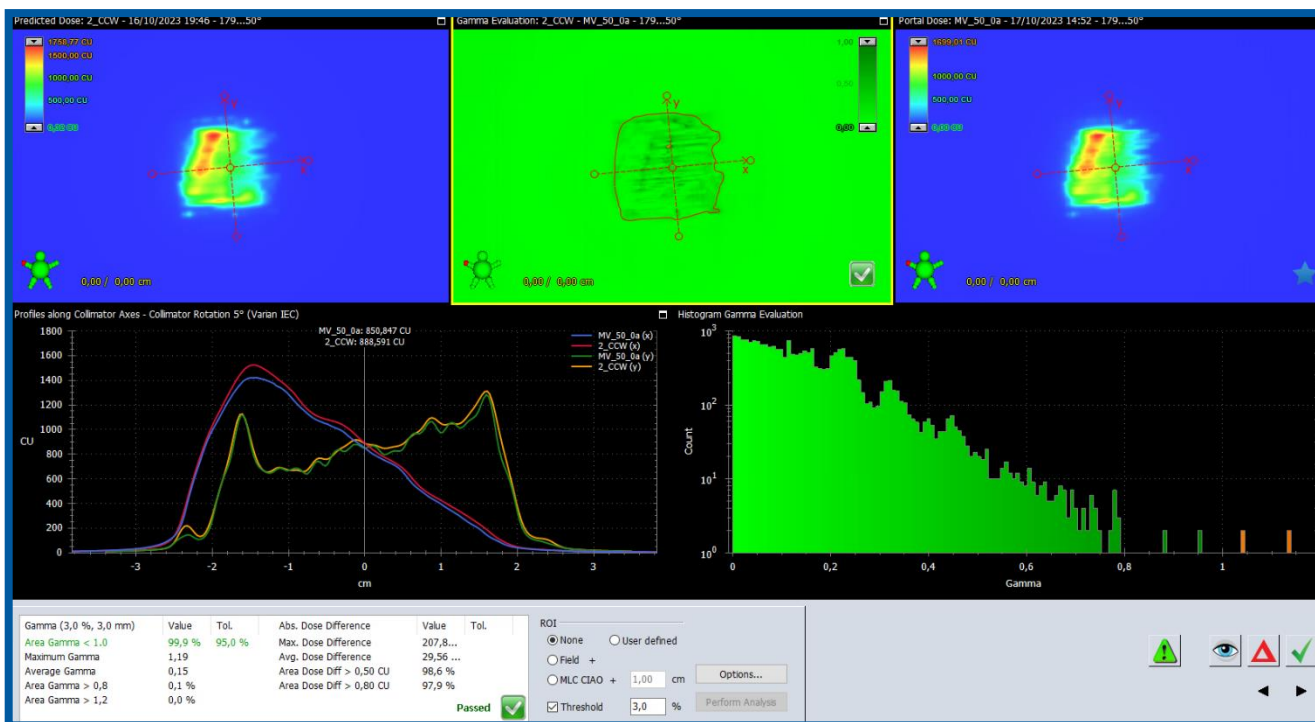 Predicted Dose: 2_CCW - 16/10/2023 19:46 - 179...50°
1758,77 CU
1500,00 CU
1000,00 CU
500,00 CU
0,32 CU
y
x
0,00 / 0,00 cm
Gamma Evaluation: 2_CCW - MV_50_0a - 179...50°
1,00
0,50
0,00
y
x
0,00 / 0,00 cm
Portal Dose: MV_50_0a - 17/10/2023 14:52 - 179...50°
1699,01 CU
1000,00 CU
500,00 CU
y
x
0,00 / 0,00 cm
Profiles along Collimator Axes - Collimator Rotation 5° (Varian IEC)
MV_50_0a: 850,847 CU
2_CCW: 888,591 CU
MV_50_0a (x)
2_CCW (x)
MV_50_0a (y)
2_CCW (y)
1800
1600
1400
1200
1000
CU
800
600
400
200
0
-3 -2 -1 0 1 2 3
cm
Histogram Gamma Evaluation
10³
10²
Count
10¹
10⁰
0 0,2 0,4 0,6 0,8 1
Gamma
Gamma (3,0 %, 3,0 mm) Value Tol. Abs. Dose Difference Value Tol.
Area Gamma < 1.0 99,9 % 95,0 % Max. Dose Difference 207,8...
Maximum Gamma 1,19 Avg. Dose Difference 29,56 ...
Average Gamma 0,15 Area Dose Diff > 0,50 CU 98,6 %
Area Gamma > 0,8 0,1 % Area Dose Diff > 0,80 CU 97,9 %
Area Gamma > 1,2 0,0 %
Passed
ROI
None User defined
Field +
MLC CIAO + 1,00 cm
Threshold 3,0 %
Options...
Perform Analysis